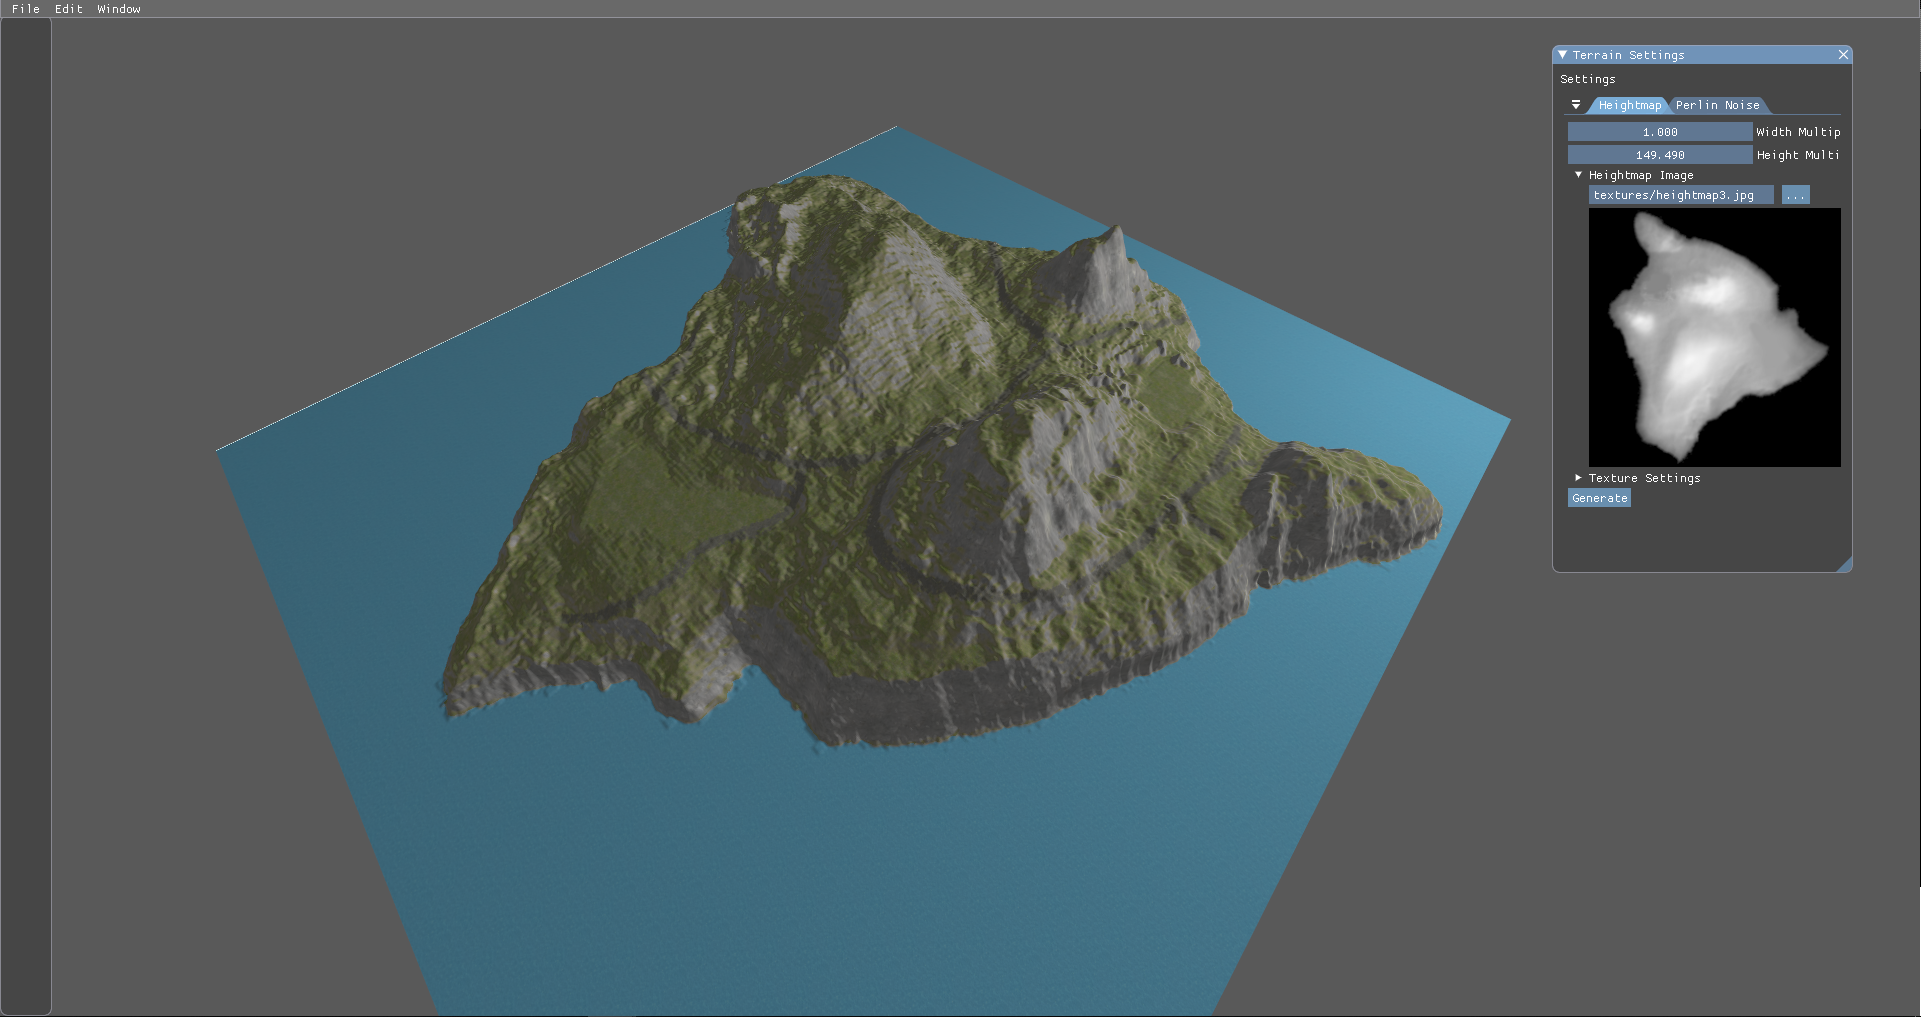 File Edit Window
Terrain Settings
Settings
Heightmap Perlin Noise
1.000 Width Multip
149.490 Height Multi
Heightmap Image
textures/heightmap3.jpg ...
Texture Settings
Generate